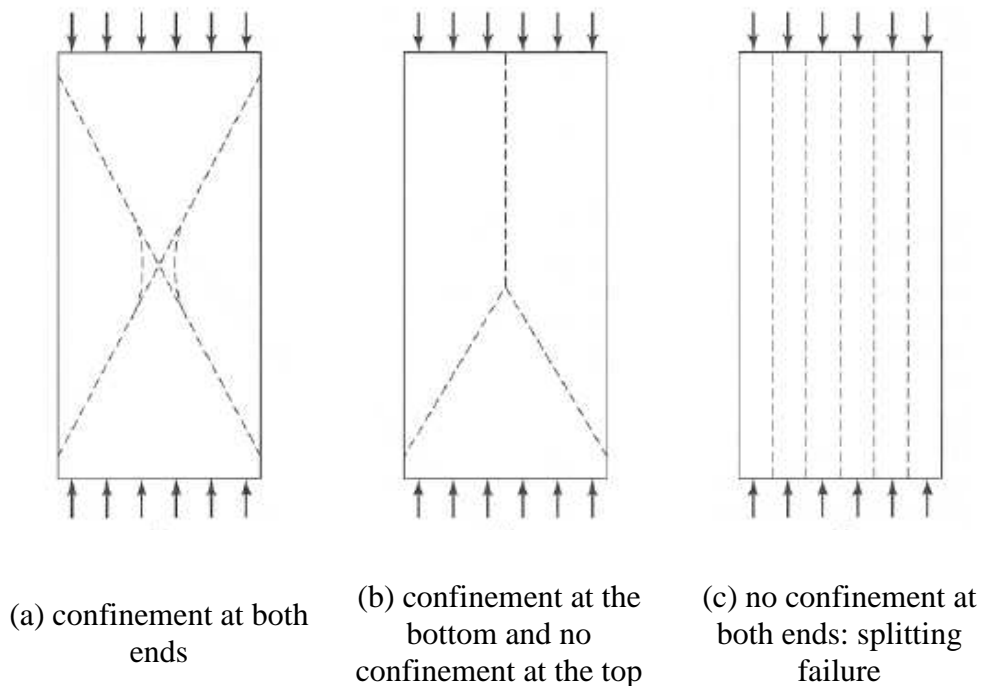 (a) confinement at both
ends
(b) confinement at the
bottom and no
confinement at the top
(c) no confinement at
both ends: splitting
failure